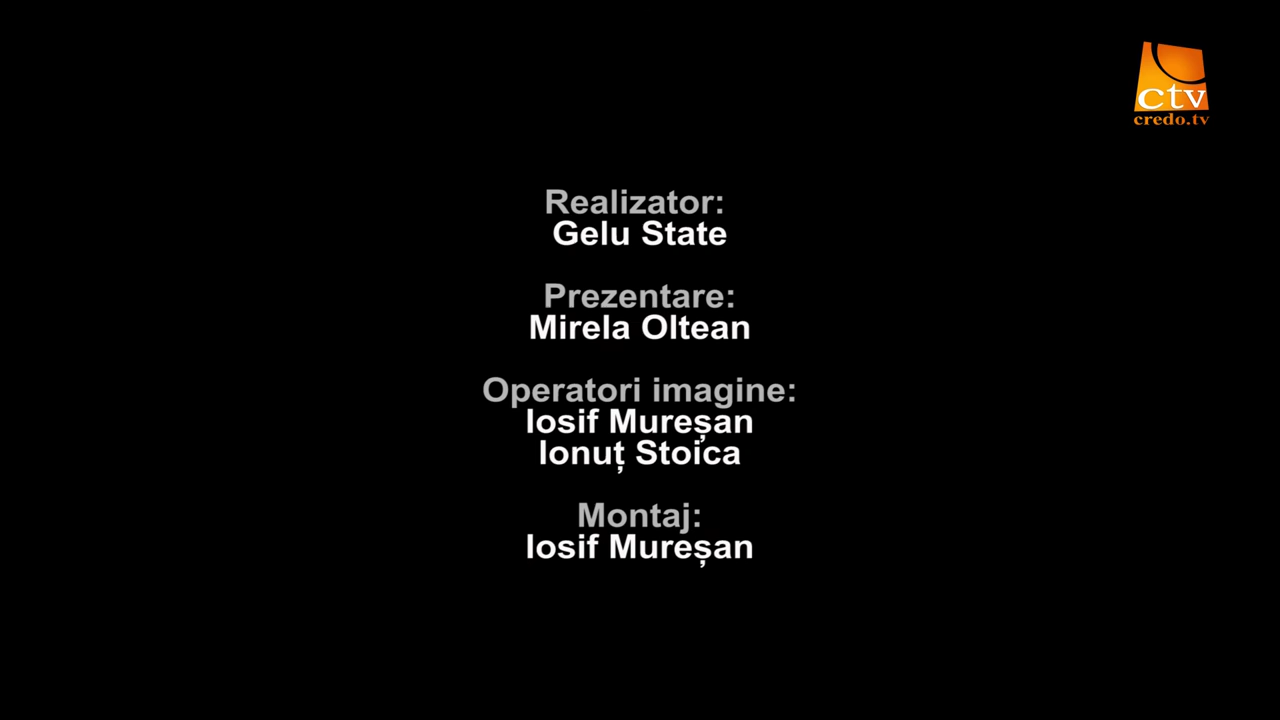 ctv
credo.tv
Realizator:
Gelu State
Prezentare:
Mirela Oltean
Operatori imagine:
Iosif Mureșan
Ionuț Stoica
Montaj:
Iosif Mureșan